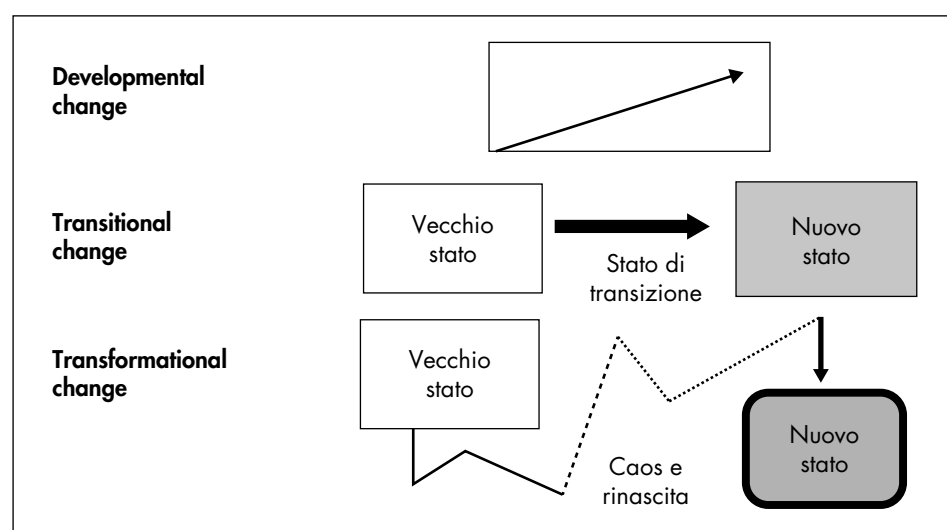 Developmental
change
Transitional
change
Vecchio
stato
Stato di
transizione
Nuovo
stato
Transformational
change
Vecchio
stato
Caos e
rinascita
Nuovo
stato